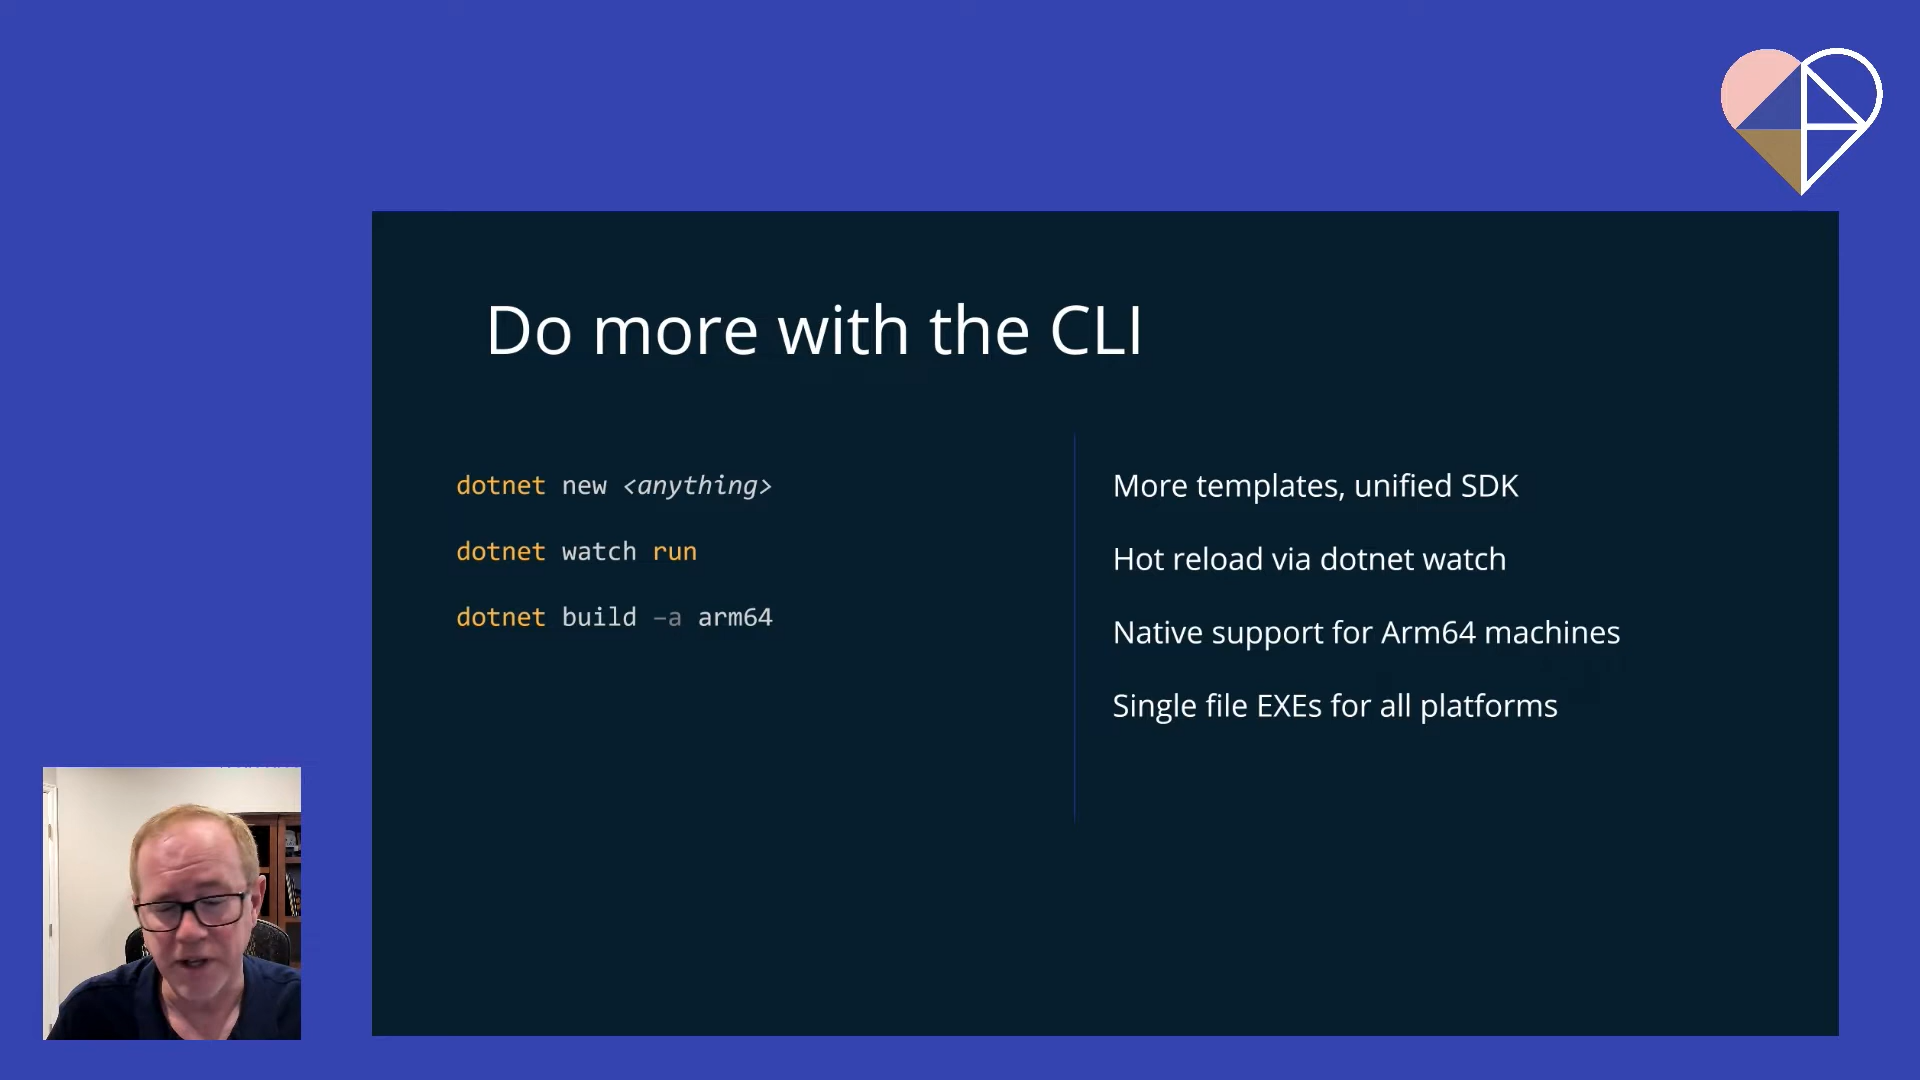 Do more with the CLI
dotnet new <anything>
dotnet watch run
dotnet build –a arm64
More templates, unified SDK
Hot reload via dotnet watch
Native support for Arm64 machines
Single file EXEs for all platforms